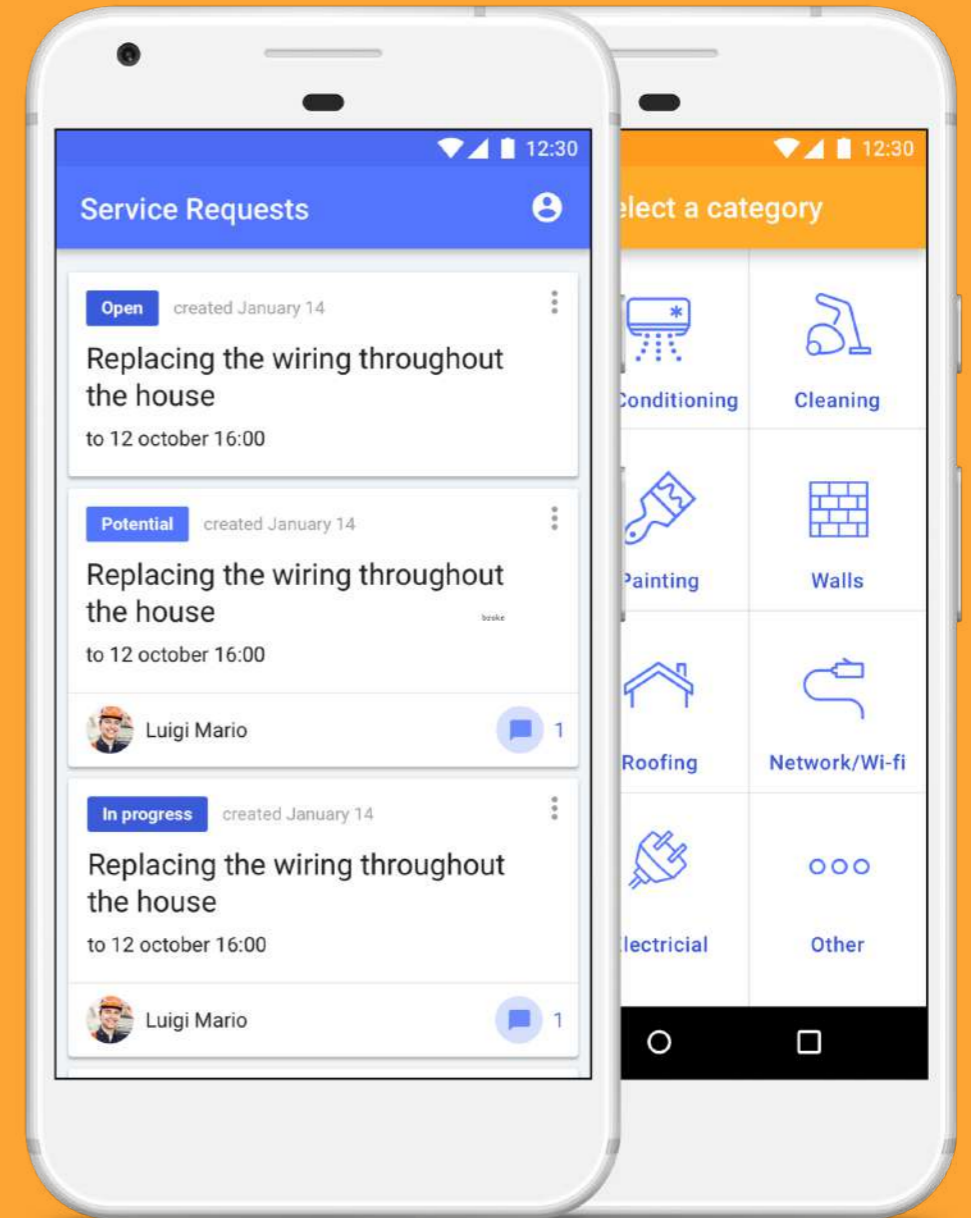 12:30
Service Requests
Open created January 14
Replacing the wiring throughout
the house
to 12 october 16:00
Potential created January 14
Replacing the wiring throughout
the house
bzoke
to 12 october 16:00
Luigi Mario 1
In progress created January 14
Replacing the wiring throughout
the house
to 12 october 16:00
Luigi Mario 1
12:30
elect a category
Conditioning Cleaning
Painting Walls
Roofing Network/Wi-fi
lectricial Other